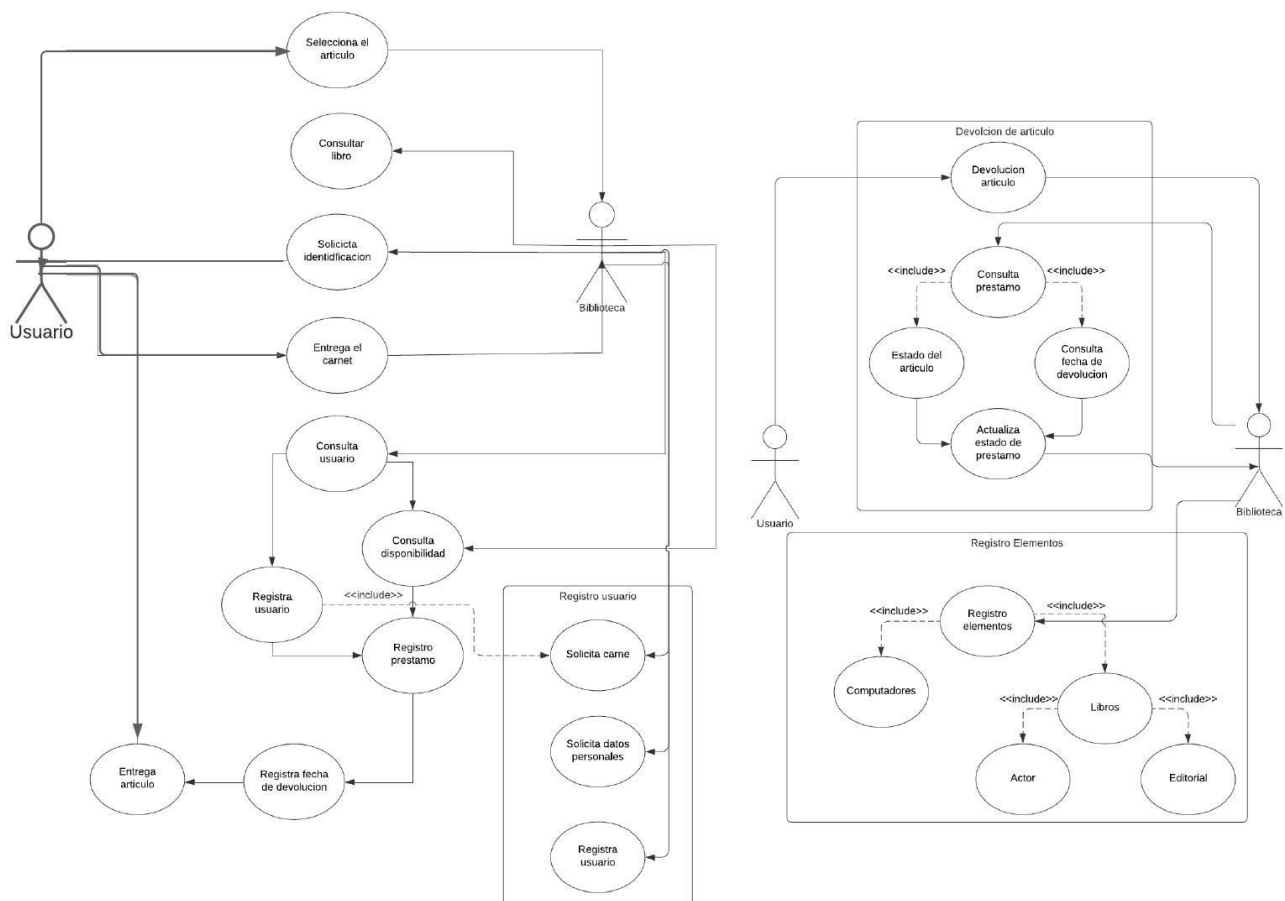 Selecciona el
articulo
Consultar
libro
Solicicta
identidficacion
Usuario
Biblioteca
Entrega el
carnet
Consulta
usuario
Consulta
disponibilidad
Registra
usuario
<<include>>
Registro
prestamo
Entrega
articulo
Registra fecha
de devolucion
Registro usuario
Solicita carne
Solicita datos
personales
Registra
usuario
Devolcion de articulo
Devolucion
articulo
<<include>>
Consulta
prestamo
<<include>>
Estado del
articulo
Consulta
fecha de
devolucion
Actualiza
estado de
prestamo
Usuario
Biblioteca
Registro Elementos
<<include>>
Registro
elementos
<<include>>
Computadores
<<include>>
Libros
<<include>>
Actor
Editorial